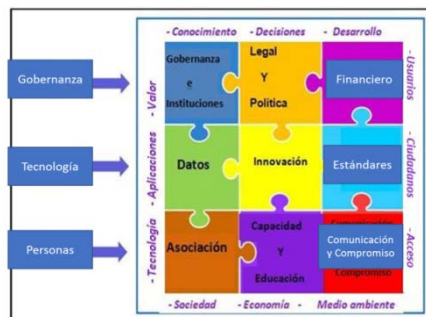 - Conocimiento - Decisiones - Desarrollo
Gobernanza
Gobernanza
e
Instituciones
Legal
Y
Política
Financiero
- Valor
- Usuarios
Tecnología
Datos
Innovación
Estándares
- Aplicaciones
- Ciudadanos
Personas
Asociación
Capacidad
Y
Educación
Comunicación
y Compromiso
Compromiso
- Tecnología
- Acceso
- Sociedad - Economía - Medio ambiente